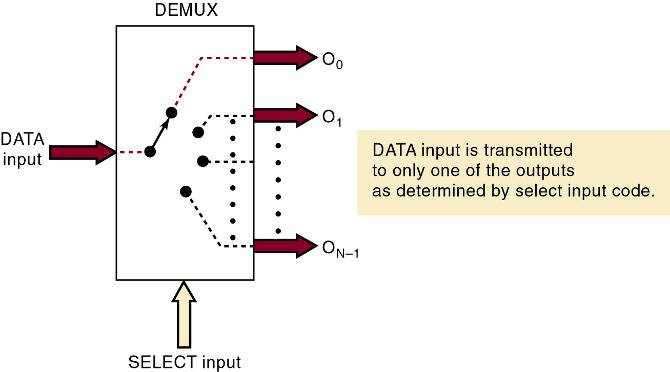 DEMUX
O₀
O₁
DATA
input
DATA input is transmitted
to only one of the outputs
as determined by select input code.
O_N–1
SELECT input